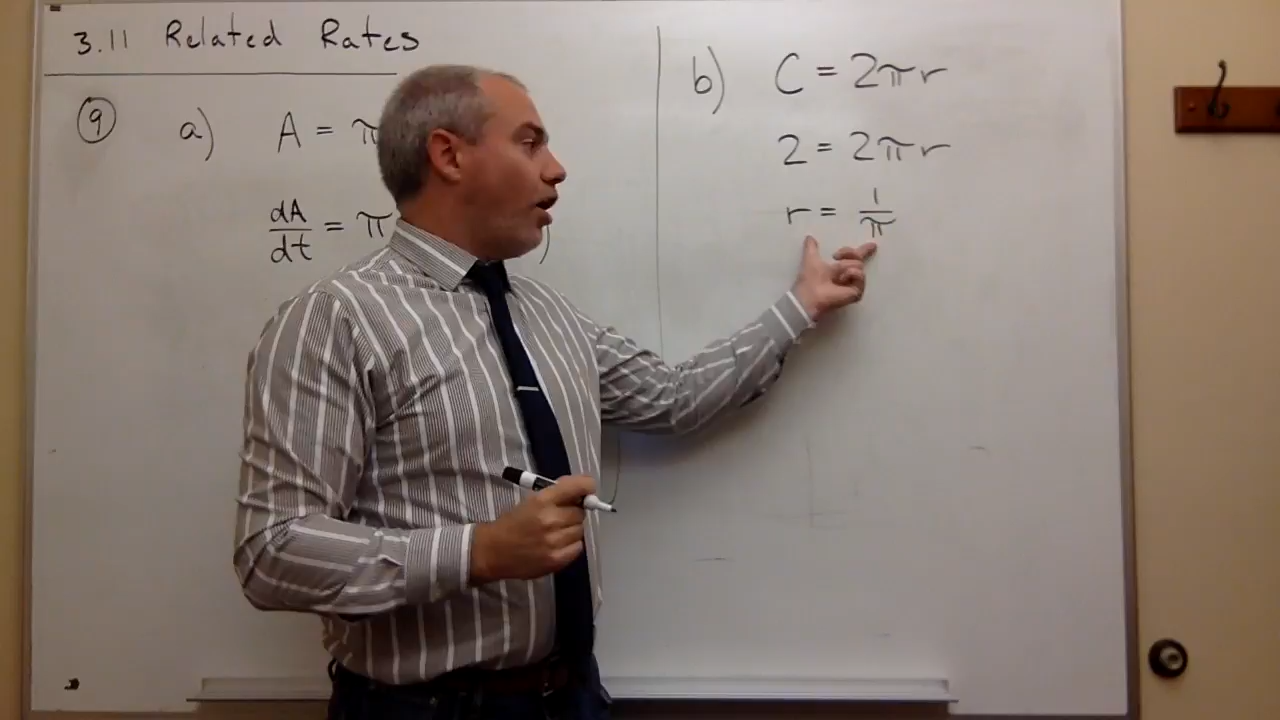 3.11 Related Rates
9 a) A = π
dA/dt = π )
b) C = 2πr
2 = 2πr
r = 1/π